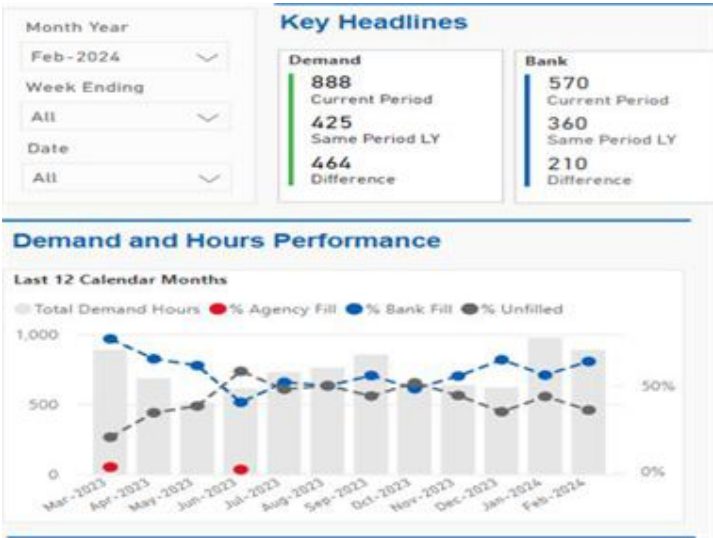 Month Year
Feb-2024
Week Ending
All
Date
All
Key Headlines
Demand
888
Current Period
425
Same Period LY
464
Difference
Bank
570
Current Period
360
Same Period LY
210
Difference
Demand and Hours Performance
Last 12 Calendar Months
Total Demand Hours % Agency Fill % Bank Fill % Unfilled
1,000
500
0
50%
0%
Mar-2023 Apr-2023 May-2023 Jun-2023 Jul-2023 Aug-2023 Sep-2023 Oct-2023 Nov-2023 Dec-2023 Jan-2024 Feb-2024